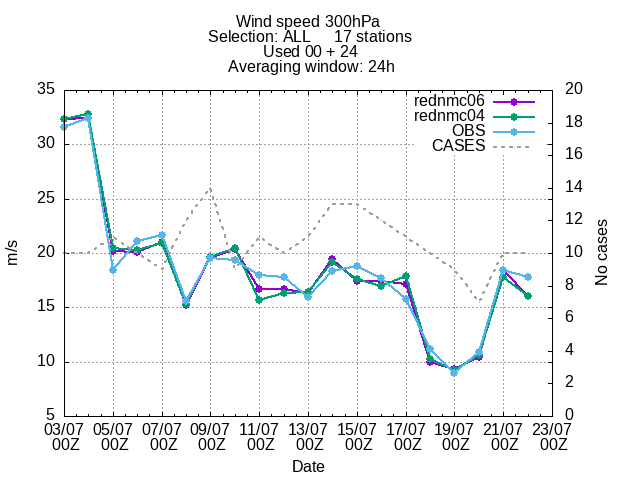 Wind speed 300hPa
Selection: ALL 17 stations
Used 00 + 24
Averaging window: 24h
35 20
rednmc06
18
rednmc04
OBS
30 16
CASES
25 14
12
20 10
8
15 6
10 4
2
5 0
m/s
No cases
03/07 05/07 07/07 09/07 11/07 13/07 15/07 17/07 19/07 21/07 23/07
00Z 00Z 00Z 00Z 00Z 00Z 00Z 00Z 00Z 00Z 00Z
Date